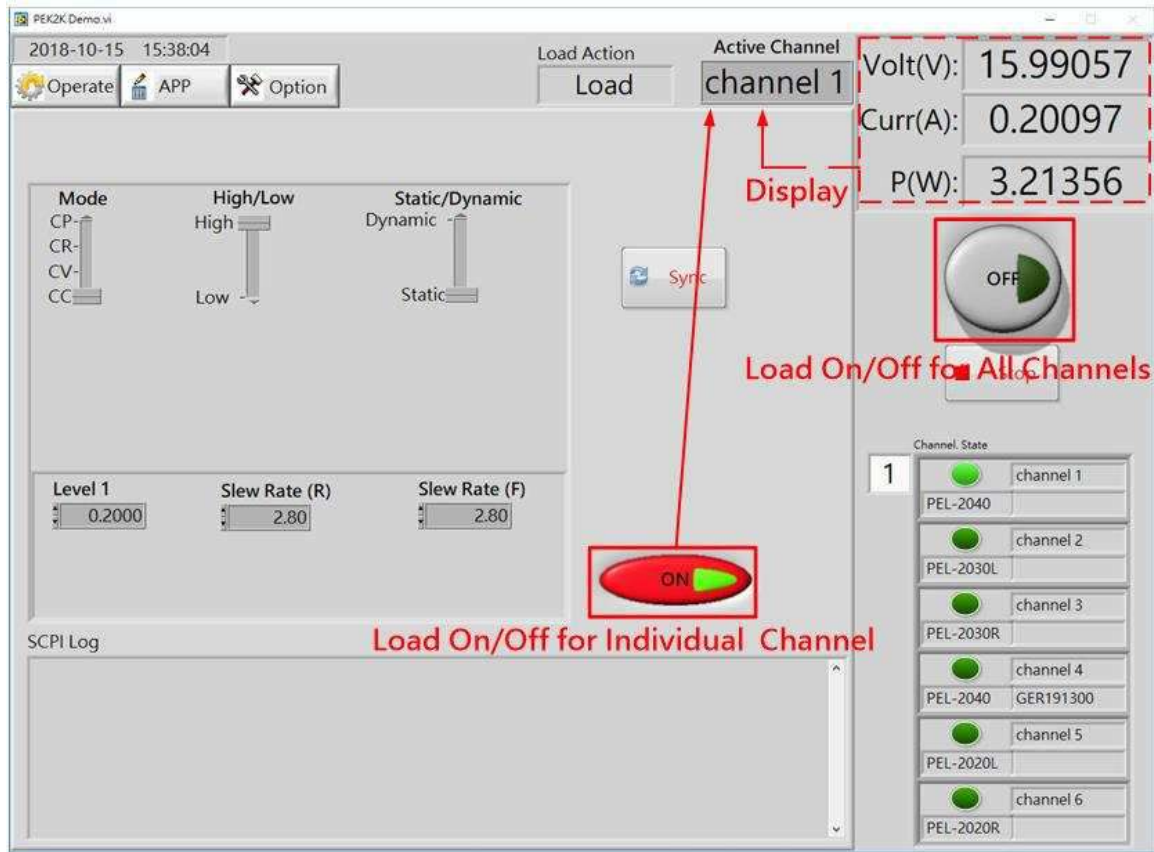 PEK2K Demo.vi
2018-10-15 15:38:04
Operate
APP
Option
Load Action
Load
Active Channel
channel 1
Volt(V): 15.99057
Curr(A): 0.20097
P(W): 3.21356
Display
Mode
CP
CR
CV
CC
High/Low
High
Low
Static/Dynamic
Dynamic
Static
Sync
OFF
Load On/Off for All Channels
Stop
Level 1
0.2000
Slew Rate (R)
2.80
Slew Rate (F)
2.80
ON
Load On/Off for Individual Channel
SCPI Log
Channel. State
1
channel 1
PEL-2040
channel 2
PEL-2030L
channel 3
PEL-2030R
channel 4
PEL-2040 GER191300
channel 5
PEL-2020L
channel 6
PEL-2020R